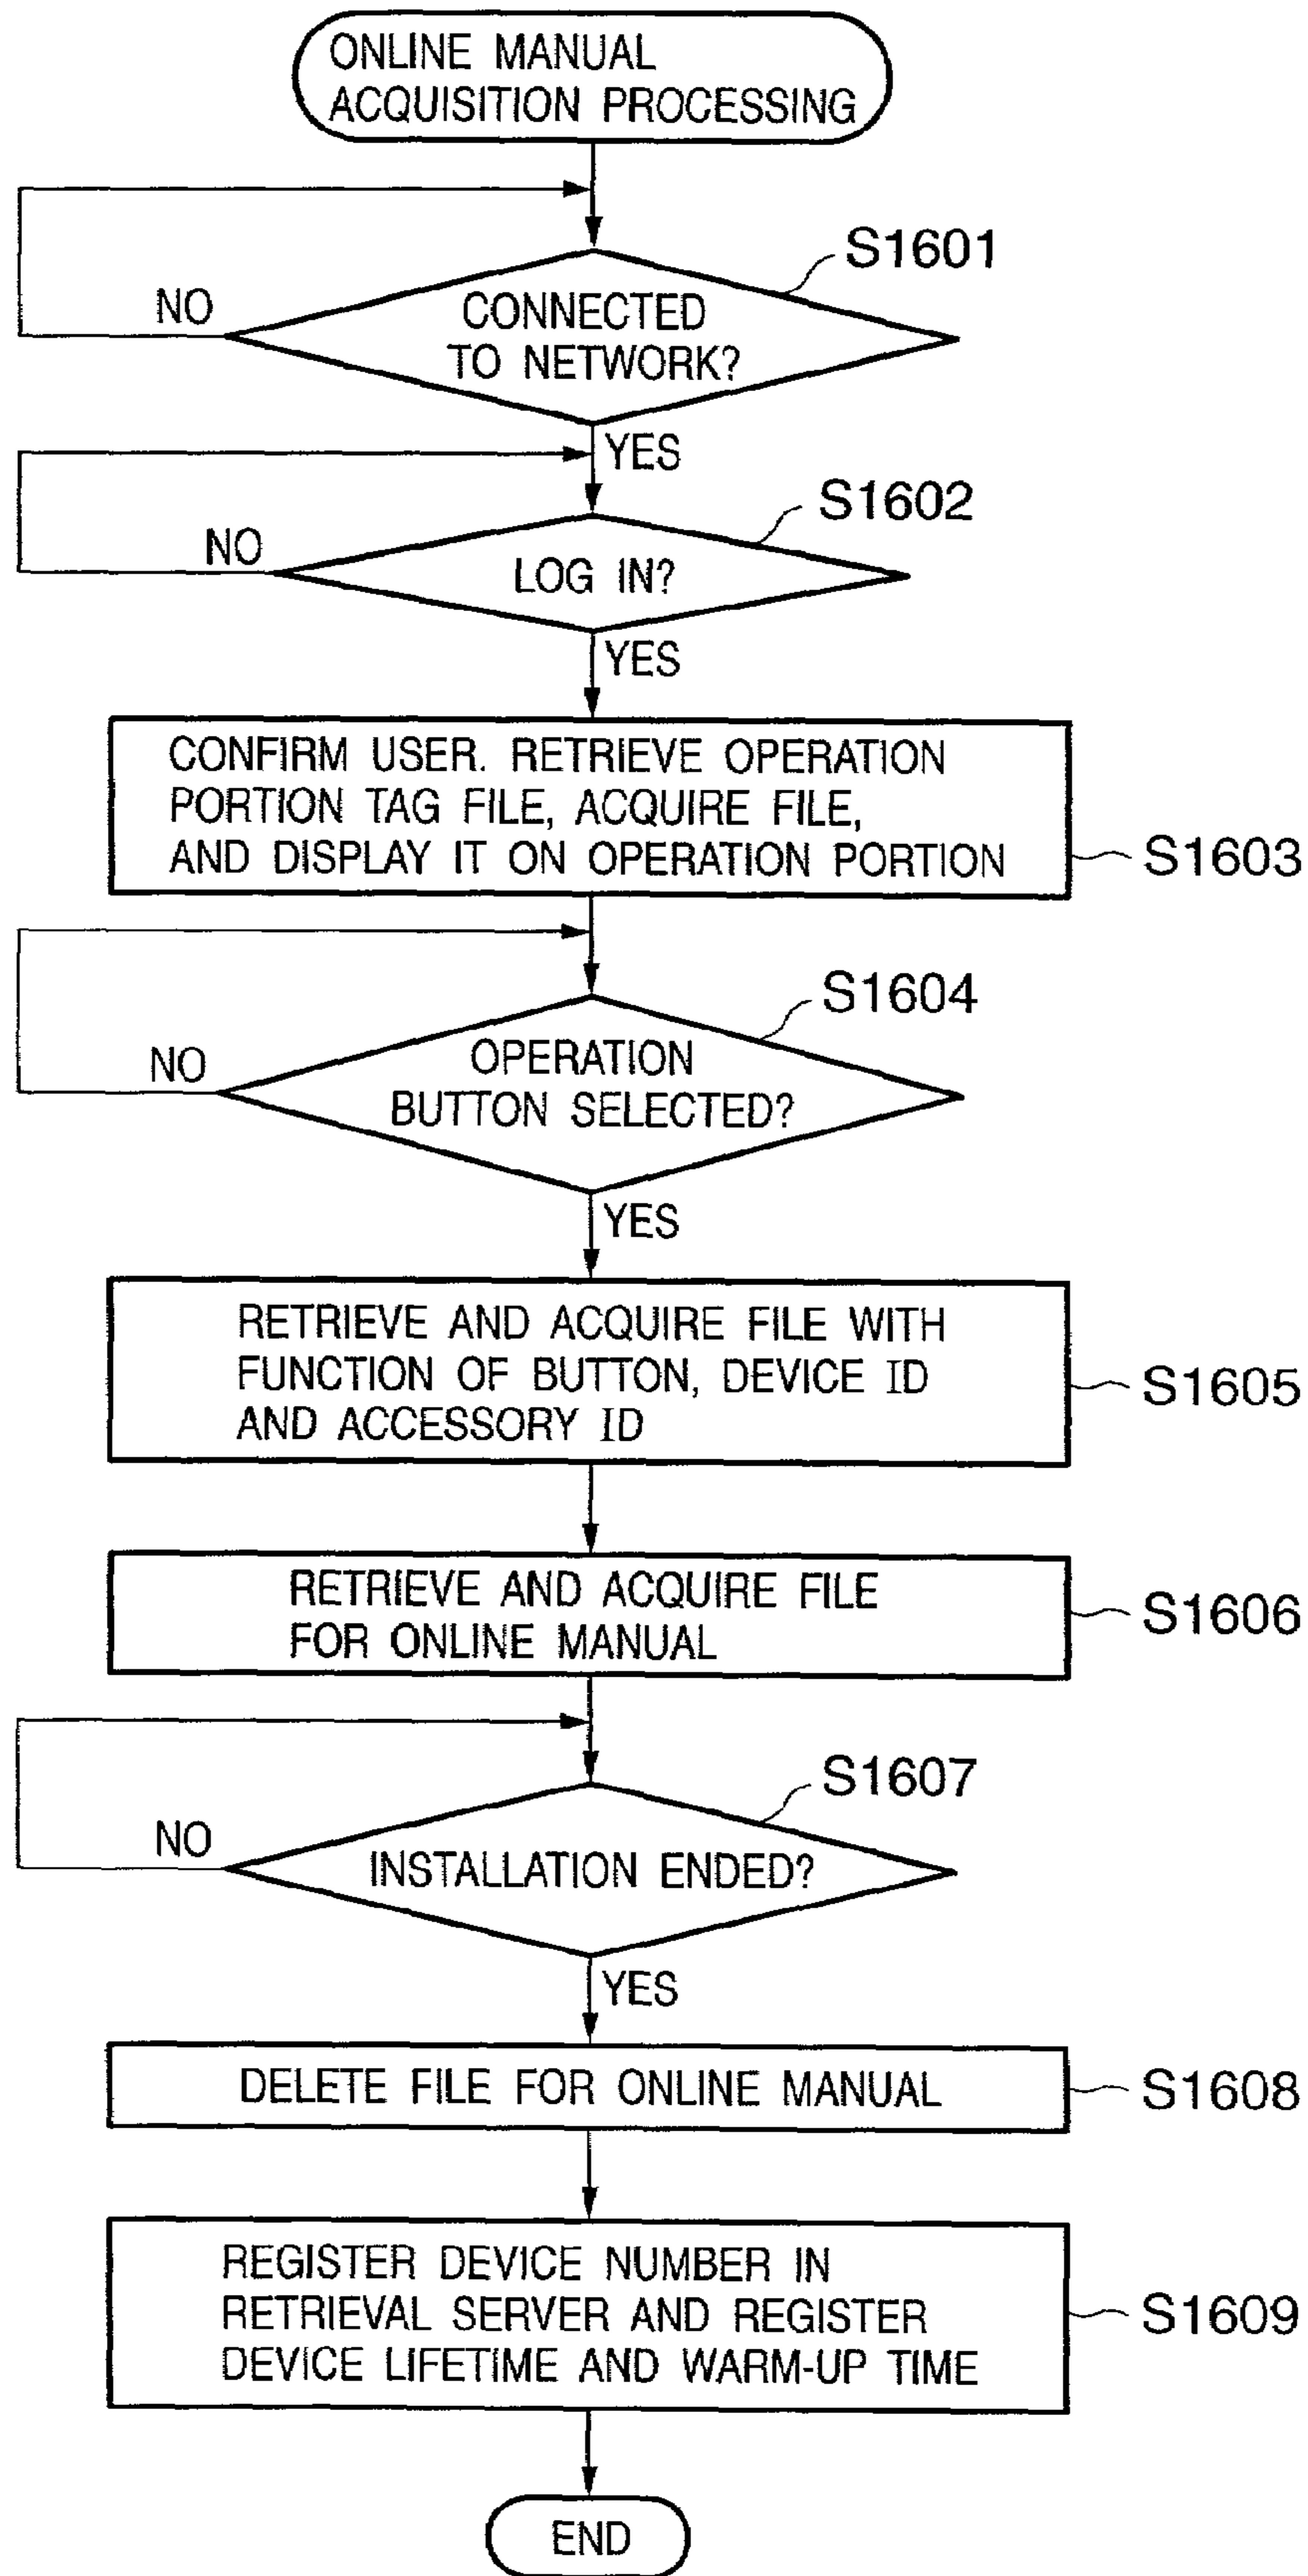 ONLINE MANUAL
ACQUISITION PROCESSING
S1601
NO
CONNECTED
TO NETWORK?
YES
S1602
NO
LOG IN?
YES
CONFIRM USER. RETRIEVE OPERATION
PORTION TAG FILE, ACQUIRE FILE,
AND DISPLAY IT ON OPERATION PORTION
S1603
S1604
NO
OPERATION
BUTTON SELECTED?
YES
RETRIEVE AND ACQUIRE FILE WITH
FUNCTION OF BUTTON, DEVICE ID
AND ACCESSORY ID
S1605
RETRIEVE AND ACQUIRE FILE
FOR ONLINE MANUAL
S1606
S1607
NO
INSTALLATION ENDED?
YES
DELETE FILE FOR ONLINE MANUAL
S1608
REGISTER DEVICE NUMBER IN
RETRIEVAL SERVER AND REGISTER
DEVICE LIFETIME AND WARM-UP TIME
S1609
END